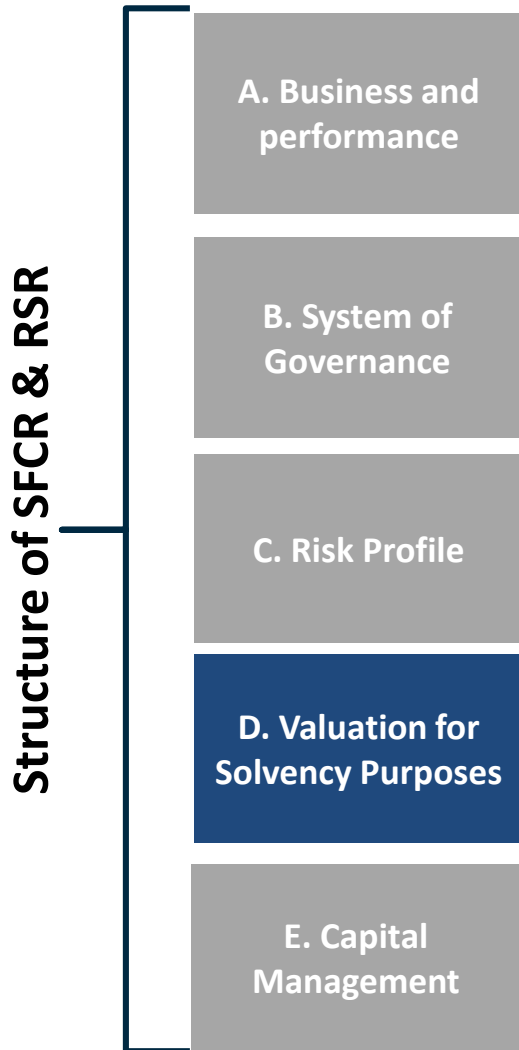 Structure of SFCR & RSR
A. Business and
performance
B. System of
Governance
C. Risk Profile
D. Valuation for
Solvency Purposes
E. Capital
Management